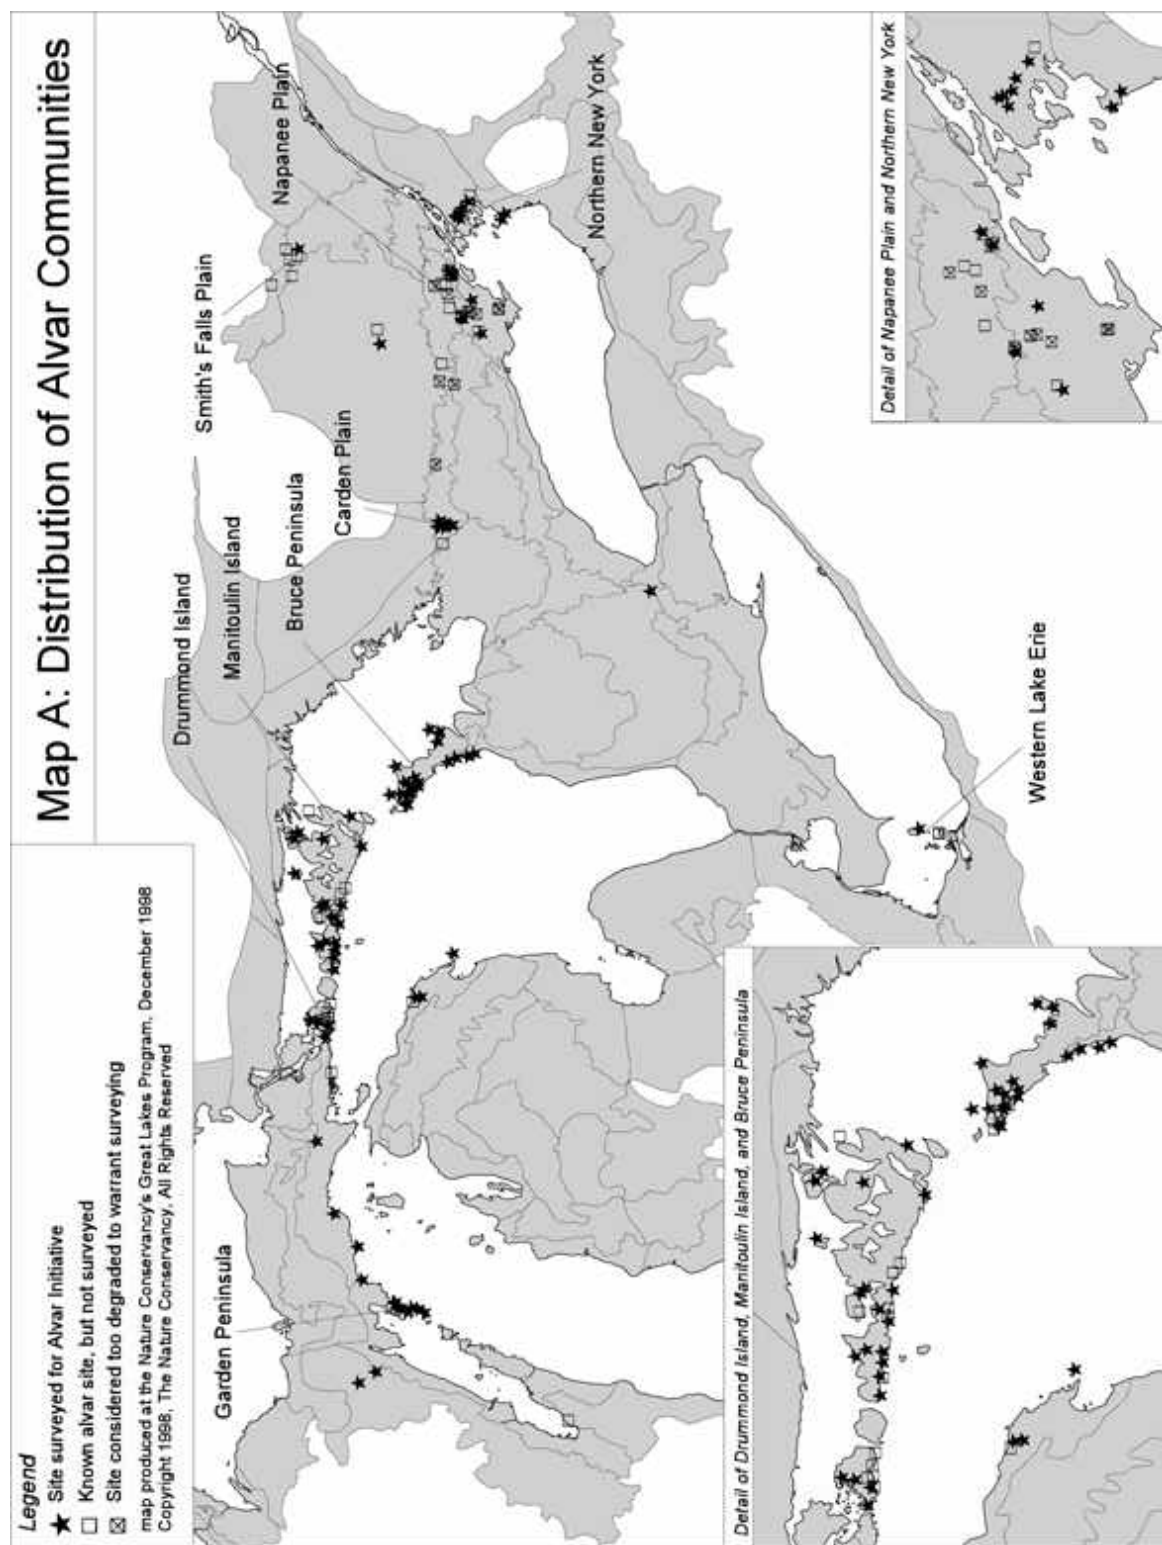 Map A: Distribution of Alvar Communities
Legend
Site surveyed for Alvar Initiative
Known alvar site, but not surveyed
Site considered too degraded to warrant surveying
map produced at the Nature Conservancy's Great Lakes Program, December 1998
Copyright 1998, The Nature Conservancy, All Rights Reserved
Garden Peninsula
Drummond Island
Manitoulin Island
Bruce Peninsula
Carden Plain
Smith's Falls Plain
Napanee Plain
Northern New York
Western Lake Erie
Detail of Drummond Island, Manitoulin Island, and Bruce Peninsula
Detail of Napanee Plain and Northern New York